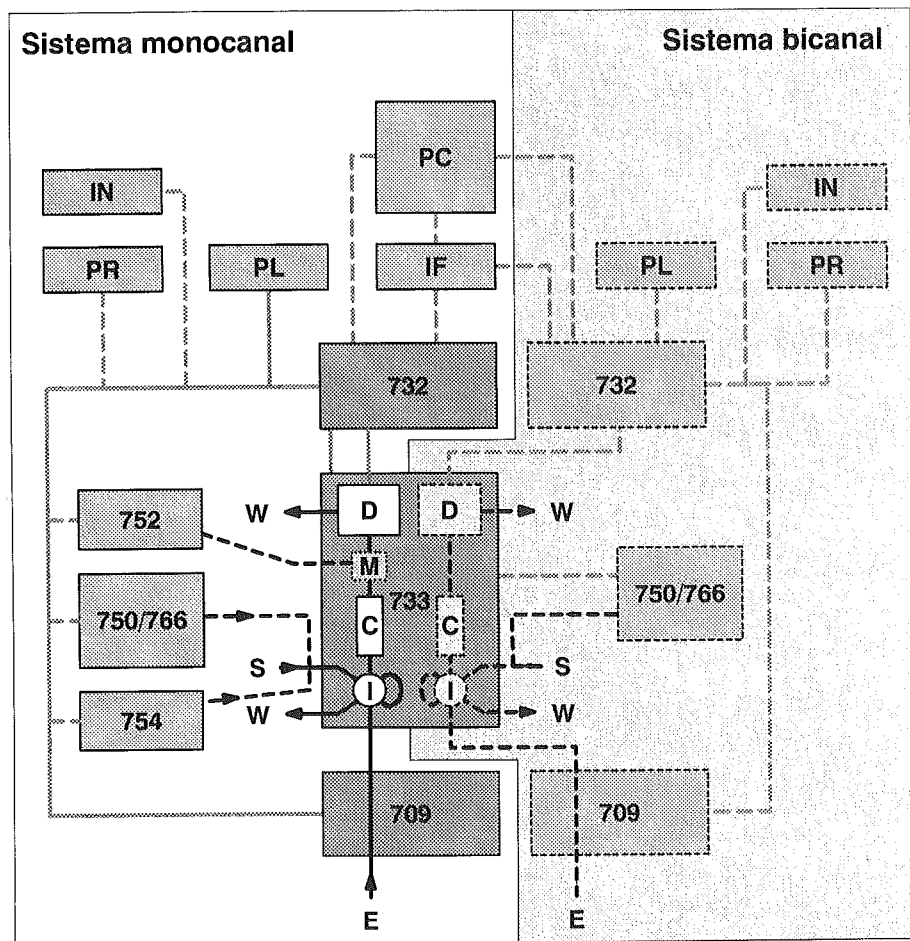 Sistema monocanal
Sistema bicanal
PC
IN
IN
PR
PL
IF
PL
PR
732
732
W
D
D
W
752
M
750/766
733
750/766
C
C
S
I
I
S
W
W
754
709
709
E
E